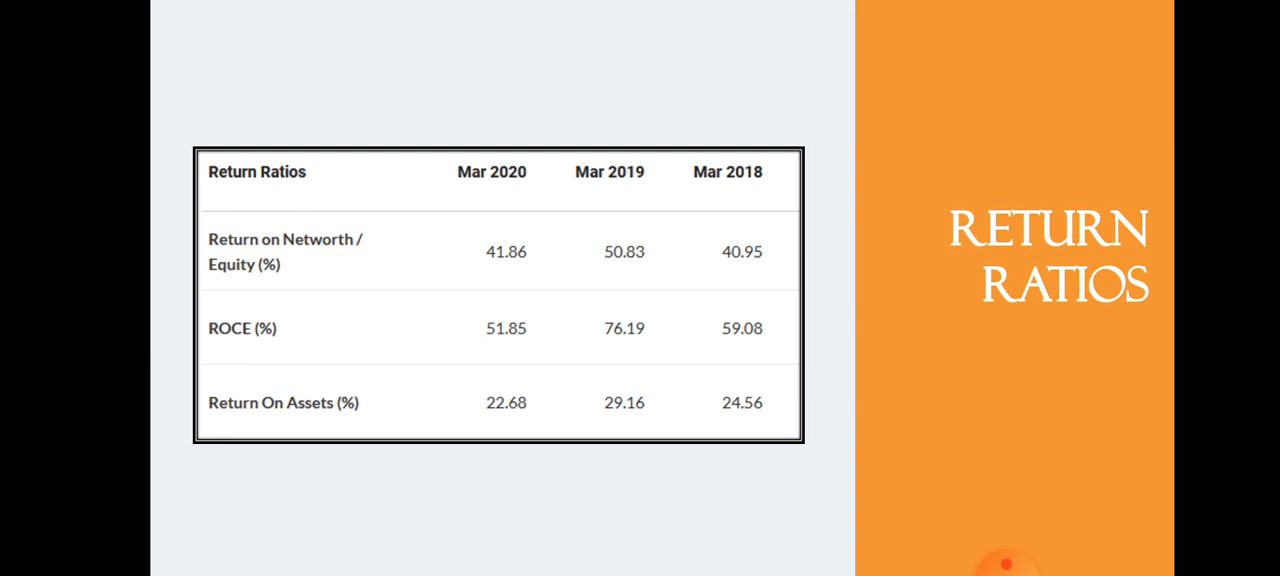 Return Ratios Mar 2020 Mar 2019 Mar 2018
Return on Networth /
Equity (%) 41.86 50.83 40.95
ROCE (%) 51.85 76.19 59.08
Return On Assets (%) 22.68 29.16 24.56
RETURN
RATIOS